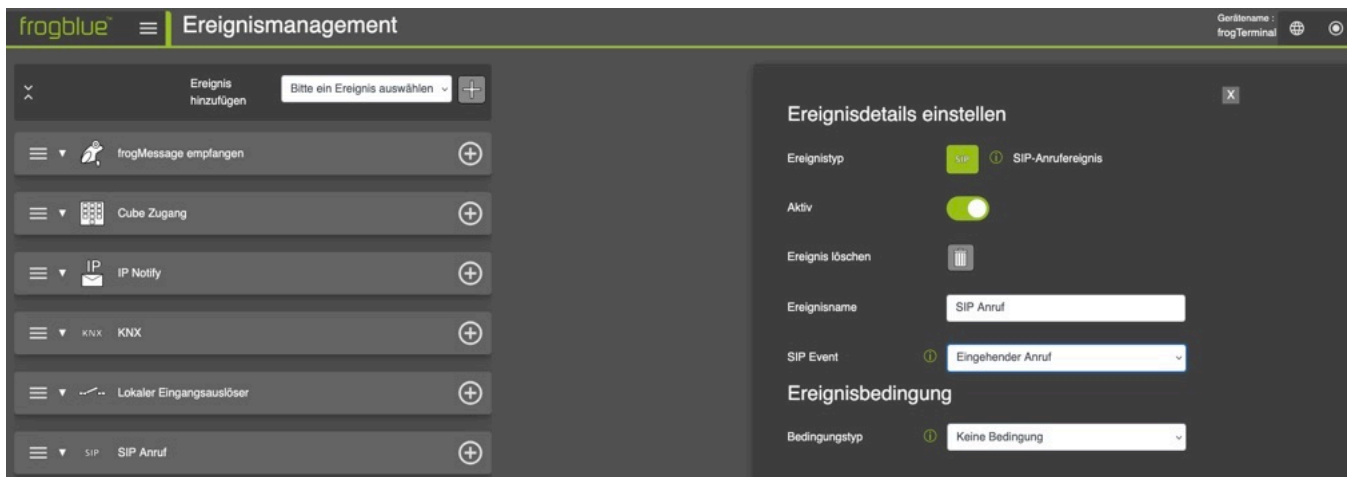 frogblue™
Ereignismanagement
Gerätename :
frogTerminal
Ereignis
hinzufügen
Bitte ein Ereignis auswählen
frogMessage empfangen
Cube Zugang
IP
IP Notify
KNX KNX
Lokaler Eingangsauslöser
SIP SIP Anruf
X
Ereignisdetails einstellen
Ereignistyp
SIP
SIP-Anrufereignis
Aktiv
Ereignis löschen
Ereignisname
SIP Anruf
SIP Event
Eingehender Anruf
Ereignisbedingung
Bedingungstyp
Keine Bedingung